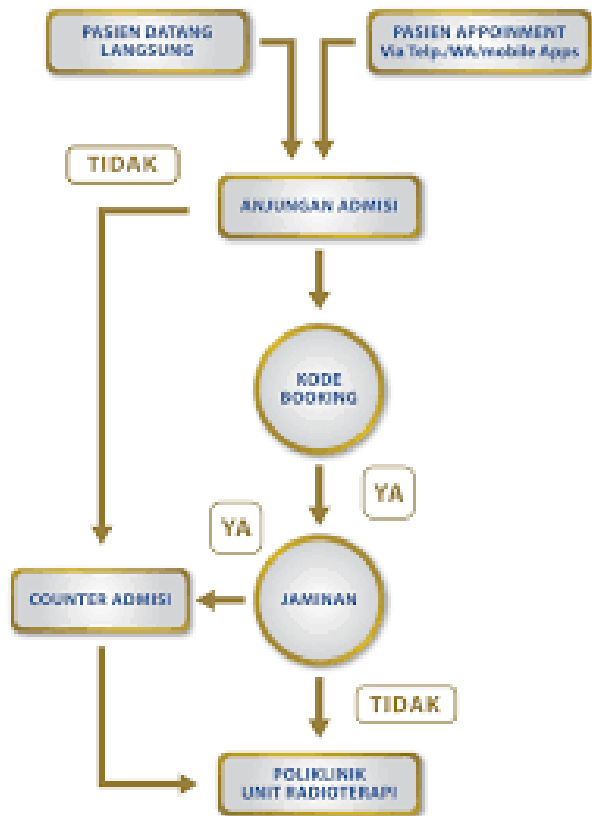 PASIEN DATANG
LANGSUNG
PASIEN APPOINMENT
Via Telp./WA/mobile Apps
TIDAK
ANJUNGAN ADMISI
KODE
BOOKING
YA
YA
COUNTER ADMISI
JAMINAN
TIDAK
POLIKLINIK
UNIT RADIOTERAPI